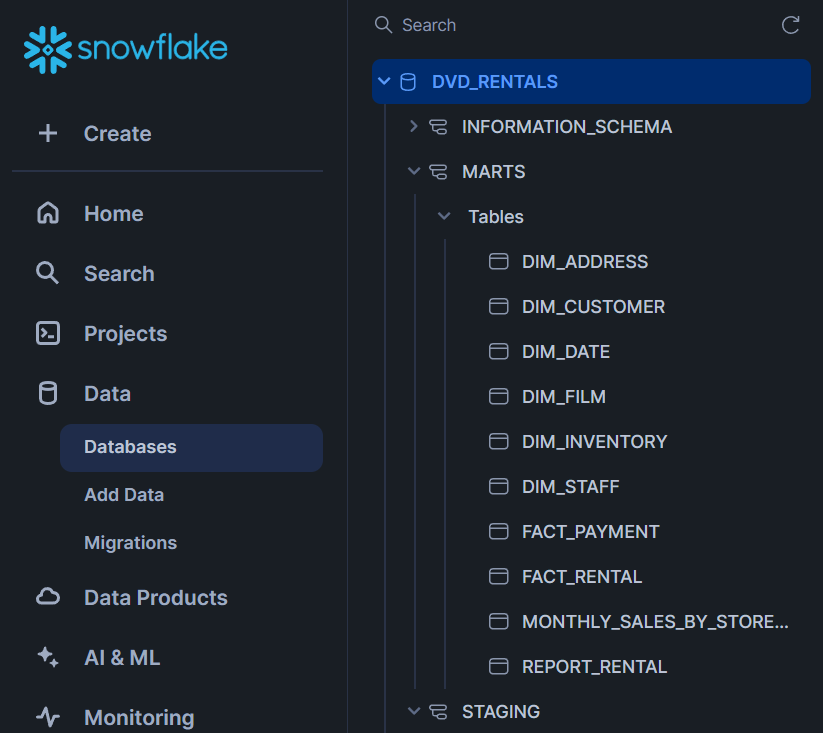 snowflake
Create
Home
Search
Projects
Data
Databases
Add Data
Migrations
Data Products
AI & ML
Monitoring
Search
DVD_RENTALS
INFORMATION_SCHEMA
MARTS
Tables
DIM_ADDRESS
DIM_CUSTOMER
DIM_DATE
DIM_FILM
DIM_INVENTORY
DIM_STAFF
FACT_PAYMENT
FACT_RENTAL
MONTHLY_SALES_BY_STORE...
REPORT_RENTAL
STAGING